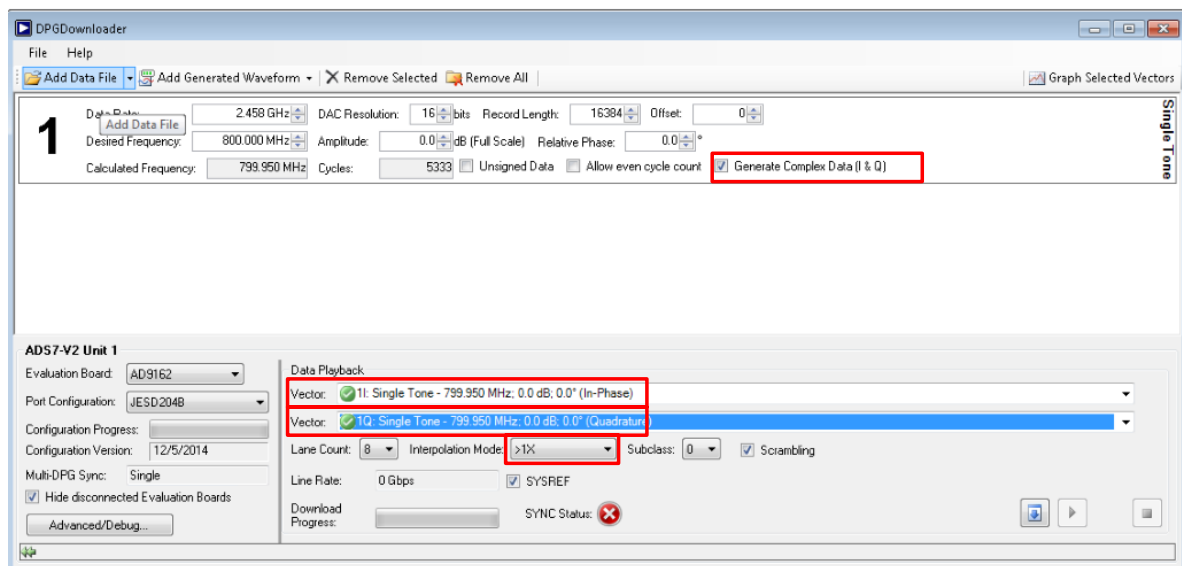 DPGDownloader
File Help
Add Data File Add Generated Waveform Remove Selected Remove All Graph Selected Vectors
1
Data Rate: 2.458 GHz DAC Resolution: 16 bits Record Length: 16384 Offset: 0
Add Data File
Desired Frequency: 800.000 MHz Amplitude: 0.0 dB (Full Scale) Relative Phase: 0.0 °
Calculated Frequency: 799.950 MHz Cycles: 5333 Unsigned Data Allow even cycle count Generate Complex Data (I & Q)
Single Tone
ADS7-V2 Unit 1
Evaluation Board: AD9162
Port Configuration: JESD204B
Configuration Progress:
Configuration Version: 12/5/2014
Multi-DPG Sync: Single
Hide disconnected Evaluation Boards
Advanced/Debug...
Data Playback
Vector: 1I: Single Tone - 799.950 MHz; 0.0 dB; 0.0° (In-Phase)
Vector: 1Q: Single Tone - 799.950 MHz; 0.0 dB; 0.0° (Quadrature)
Lane Count: 8 Interpolation Mode: >1X Subclass: 0 Scrambling
Line Rate: 0 Gbps SYSREF
Download Progress: SYNC Status: